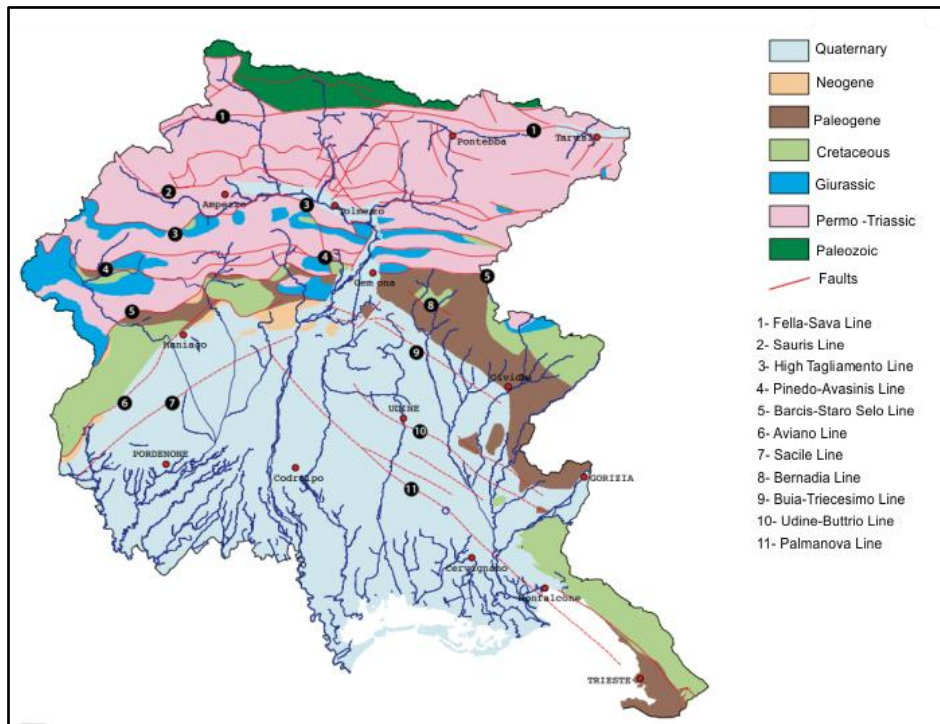 Quaternary
Neogene
Paleogene
Cretaceous
Giurassic
Permo -Triassic
Paleozoic
Faults
1- Fella-Sava Line
2- Sauris Line
3- High Tagliamento Line
4- Pinedo-Avasinis Line
5- Barcis-Staro Selo Line
6- Aviano Line
7- Sacile Line
8- Bernadia Line
9- Buia-Triecesimo Line
10- Udine-Buttrio Line
11- Palmanova Line
1
1
Pontebba
Tarvisio
2
Ampezzo
3
Tolmezzo
3
4
4
Gemona
5
5
8
Maniago
9
Cividale
6
7
UDINE
10
PORDENONE
Codroipo
11
GORIZIA
Cervignano
Monfalcone
TRIESTE